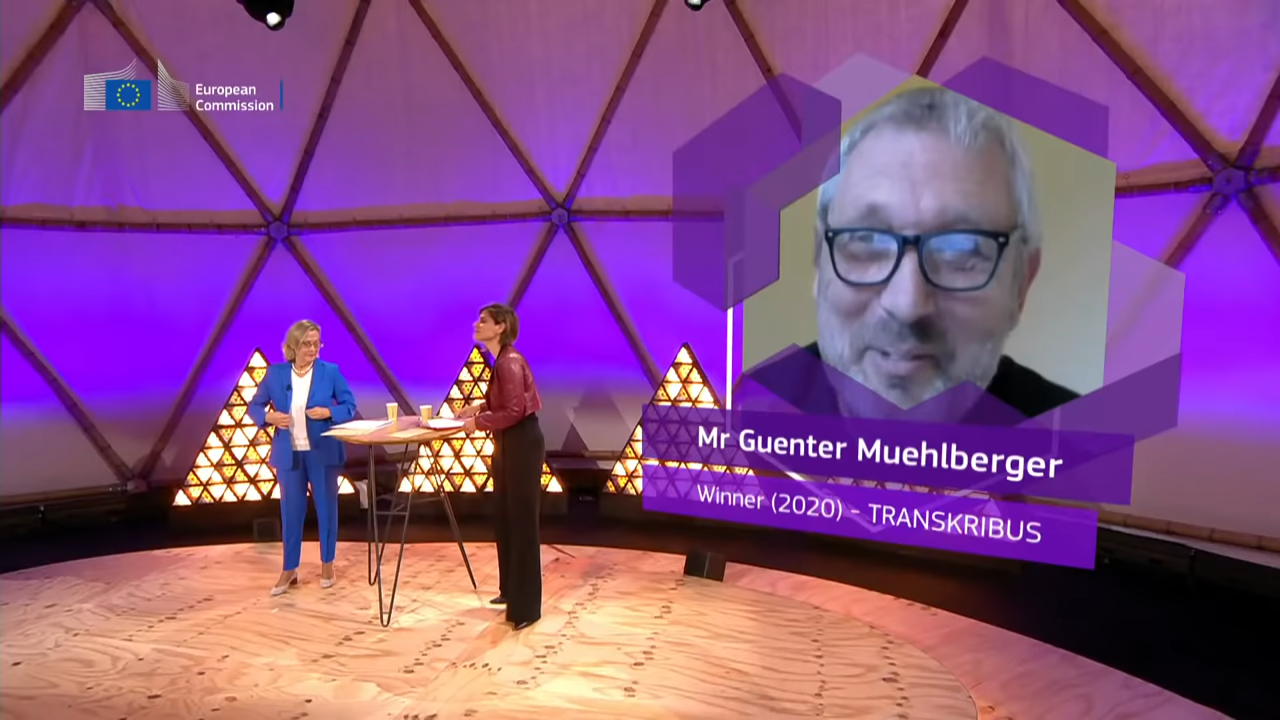 European
Commission
Mr Guenter Muehlberger
Winner (2020) – TRANSKRIBUS